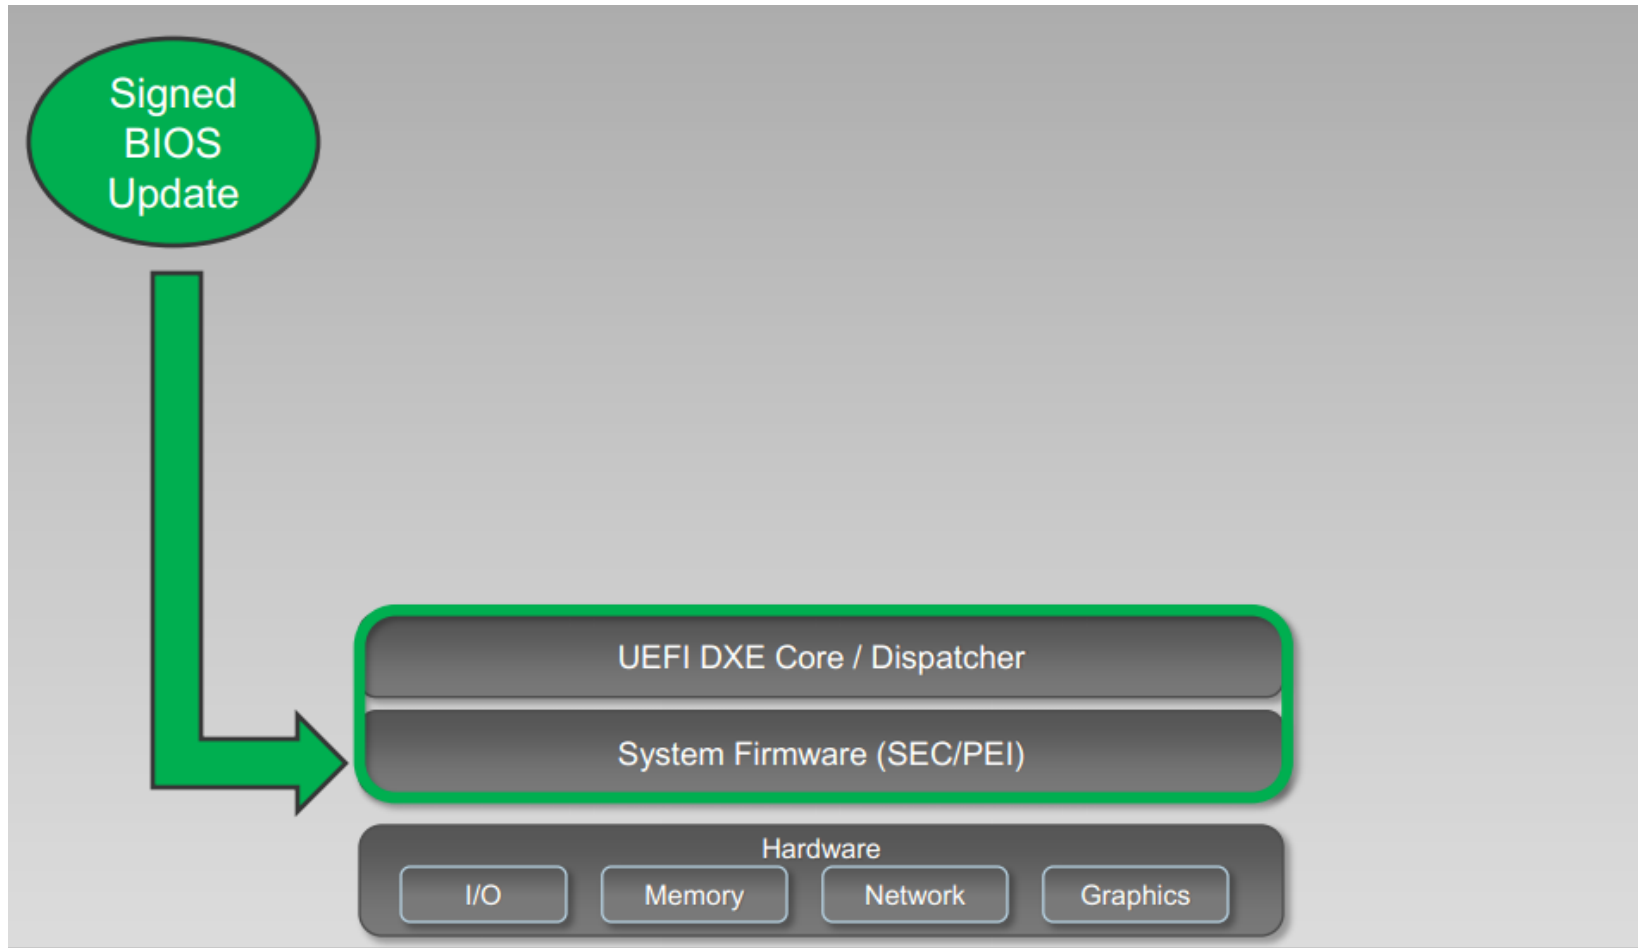 Signed
BIOS
Update
UEFI DXE Core / Dispatcher
System Firmware (SEC/PEI)
Hardware
I/O
Memory
Network
Graphics